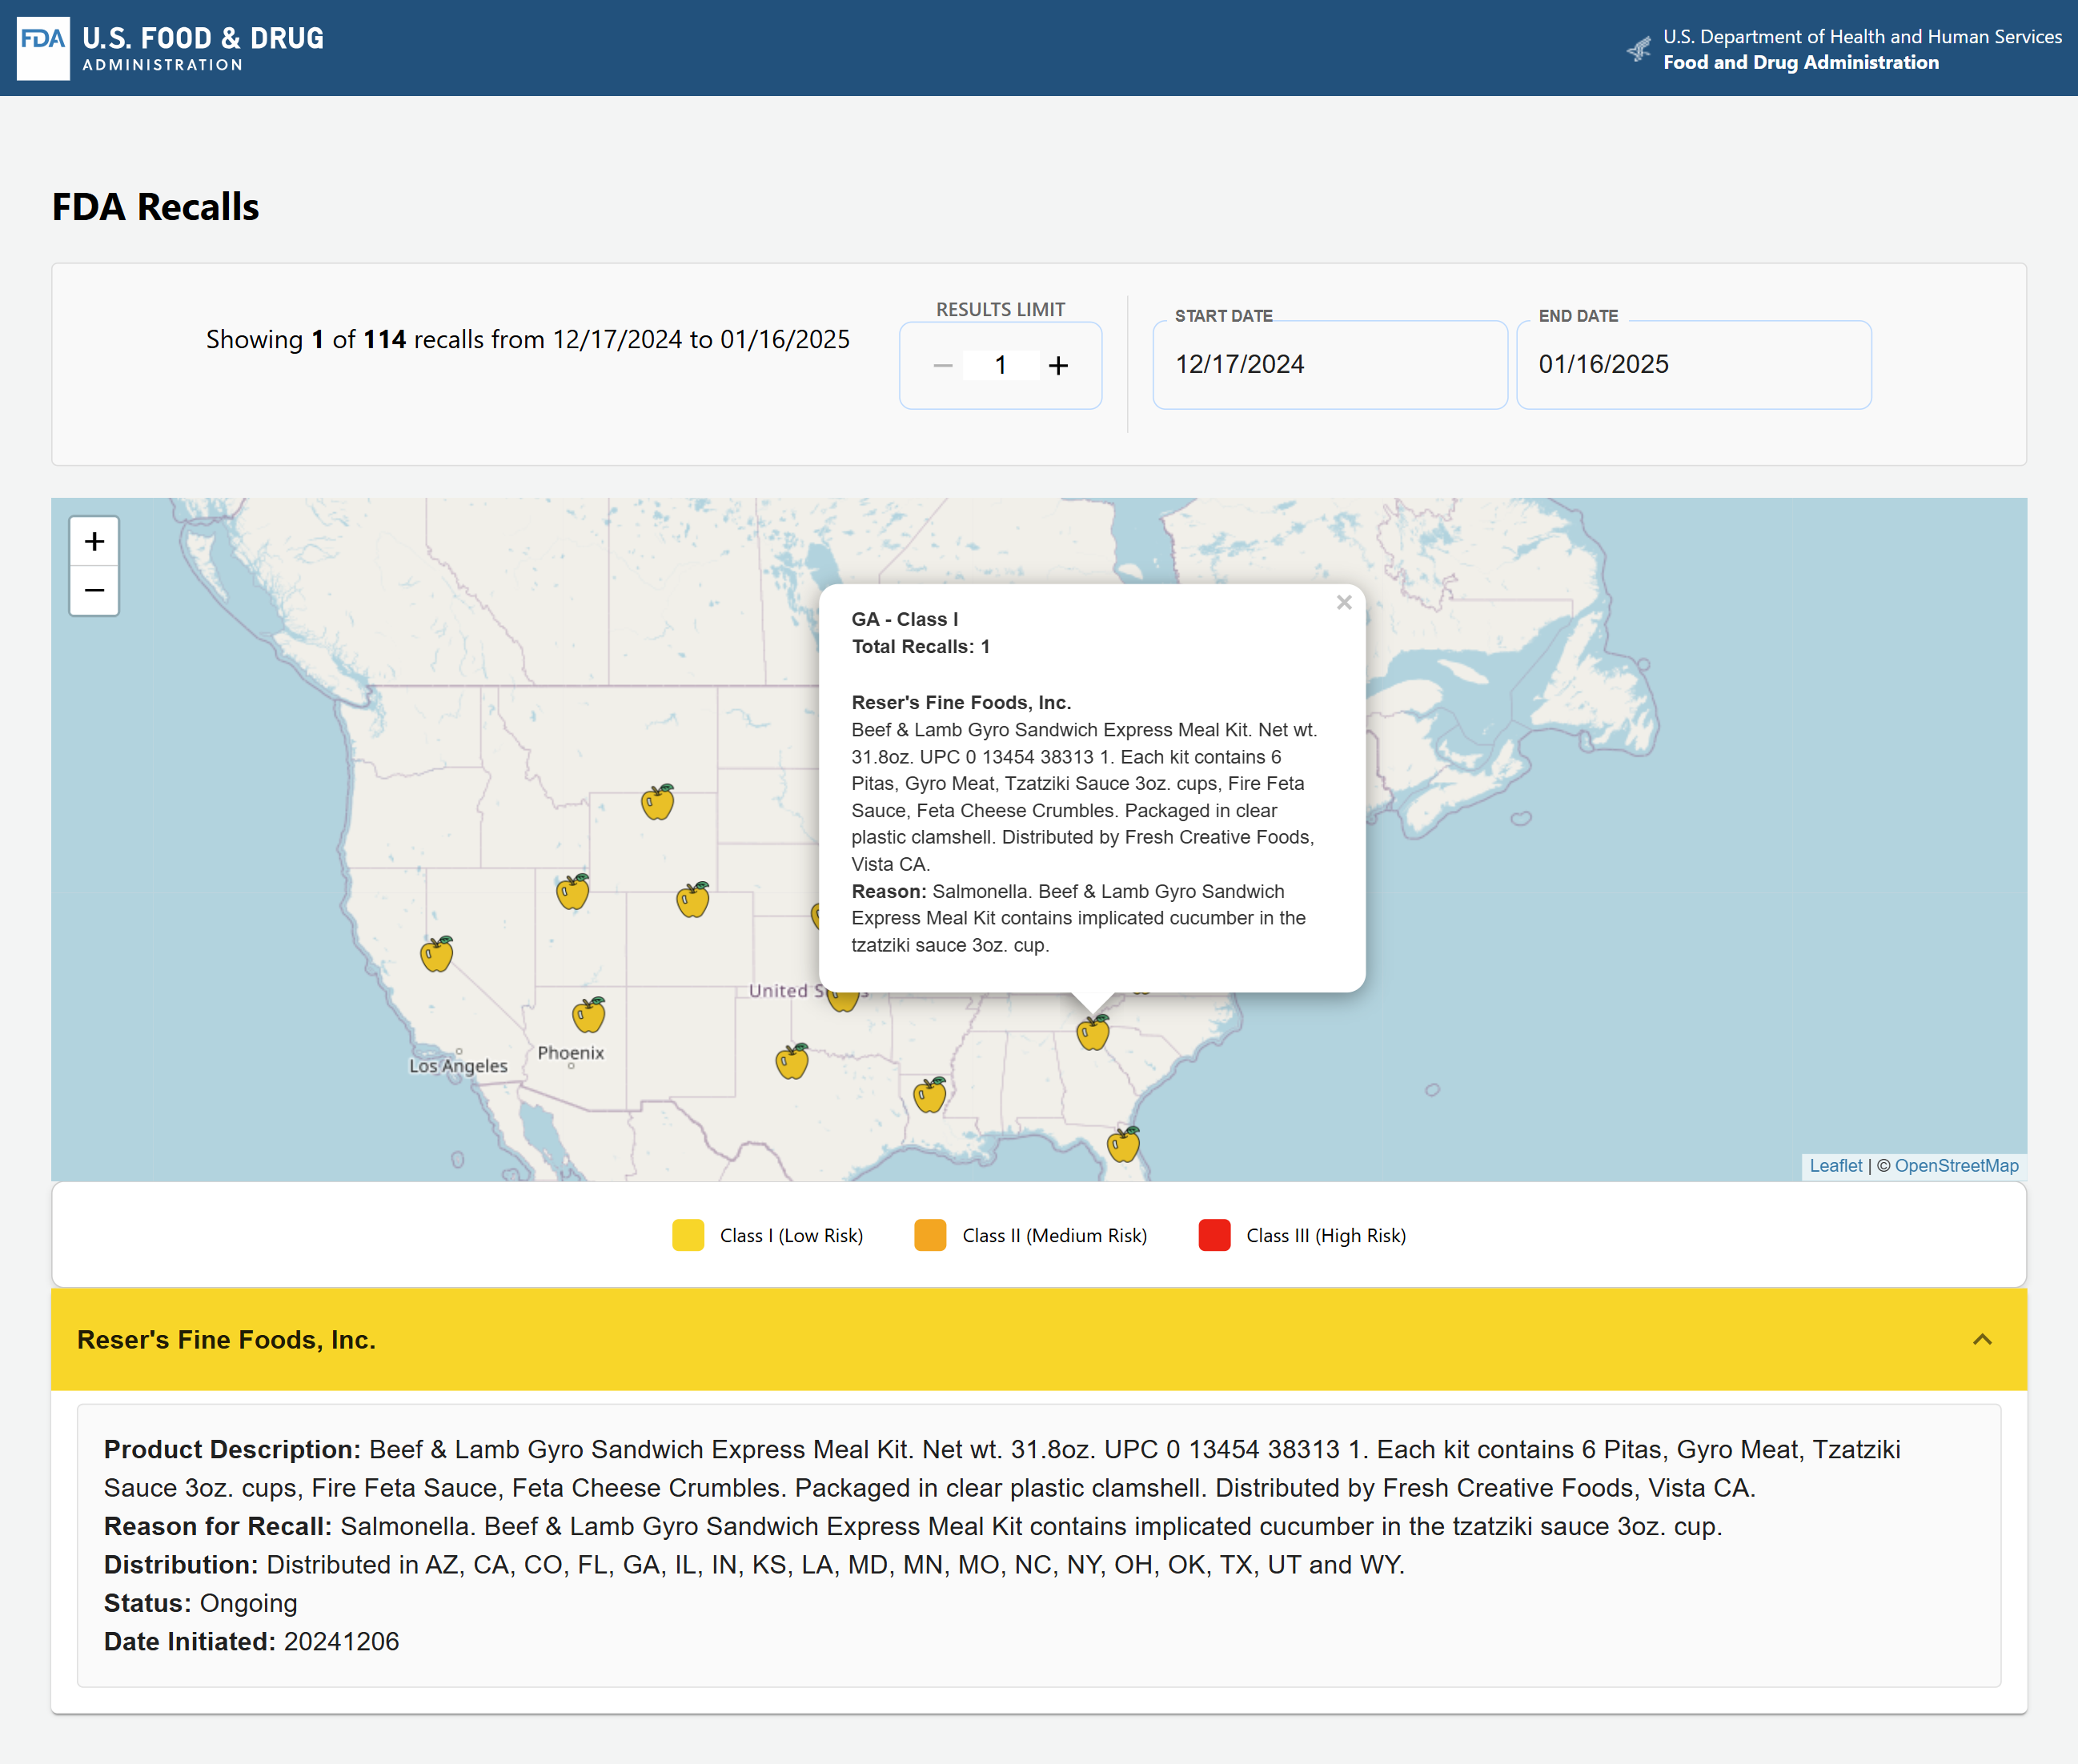 FDA U.S. FOOD & DRUG
ADMINISTRATION
U.S. Department of Health and Human Services
Food and Drug Administration
FDA Recalls
Showing 1 of 114 recalls from 12/17/2024 to 01/16/2025
RESULTS LIMIT
− 1 +
START DATE
12/17/2024
END DATE
01/16/2025
+
−
×
GA - Class I
Total Recalls: 1
Reser's Fine Foods, Inc.
Beef & Lamb Gyro Sandwich Express Meal Kit. Net wt.
31.8oz. UPC 0 13454 38313 1. Each kit contains 6
Pitas, Gyro Meat, Tzatziki Sauce 3oz. cups, Fire Feta
Sauce, Feta Cheese Crumbles. Packaged in clear
plastic clamshell. Distributed by Fresh Creative Foods,
Vista CA.
Reason: Salmonella. Beef & Lamb Gyro Sandwich
Express Meal Kit contains implicated cucumber in the
tzatziki sauce 3oz. cup.
United
Los Angeles
Phoenix
Leaflet | © OpenStreetMap
Class I (Low Risk)
Class II (Medium Risk)
Class III (High Risk)
Reser's Fine Foods, Inc.
Product Description: Beef & Lamb Gyro Sandwich Express Meal Kit. Net wt. 31.8oz. UPC 0 13454 38313 1. Each kit contains 6 Pitas, Gyro Meat, Tzatziki
Sauce 3oz. cups, Fire Feta Sauce, Feta Cheese Crumbles. Packaged in clear plastic clamshell. Distributed by Fresh Creative Foods, Vista CA.
Reason for Recall: Salmonella. Beef & Lamb Gyro Sandwich Express Meal Kit contains implicated cucumber in the tzatziki sauce 3oz. cup.
Distribution: Distributed in AZ, CA, CO, FL, GA, IL, IN, KS, LA, MD, MN, MO, NC, NY, OH, OK, TX, UT and WY.
Status: Ongoing
Date Initiated: 20241206